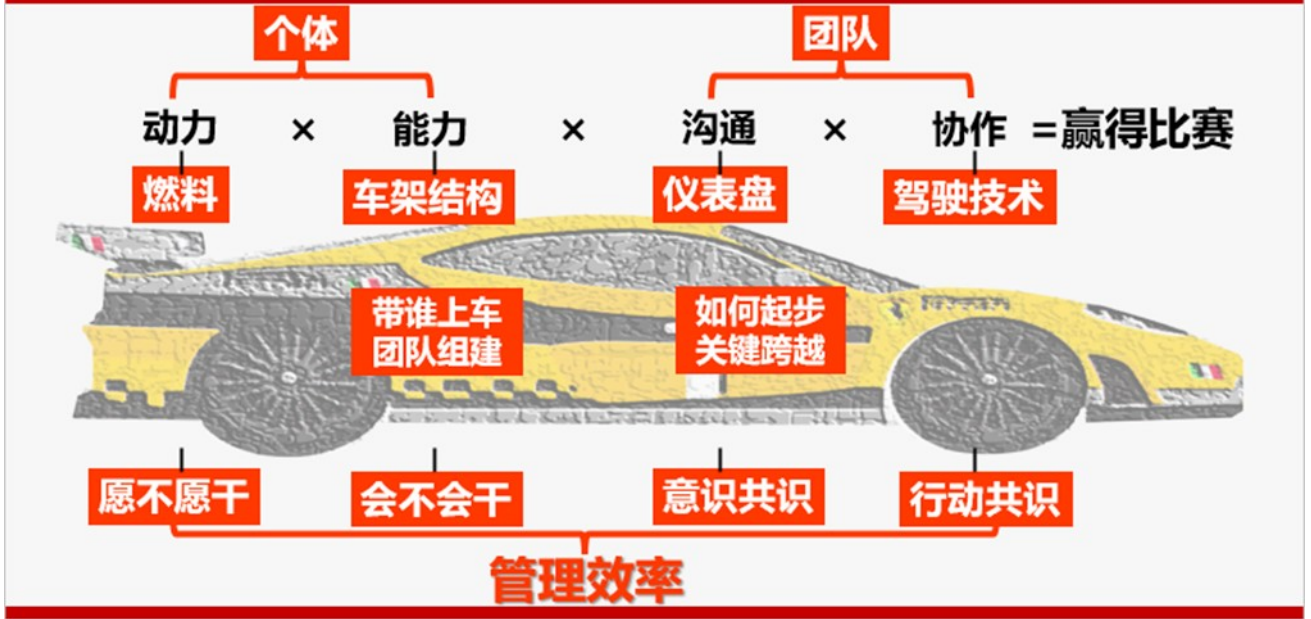 个体
团队
动力 × 能力 × 沟通 × 协作 =赢得比赛
燃料
车架结构
仪表盘
驾驶技术
带谁上车
团队组建
如何起步
关键跨越
愿不愿干
会不会干
意识共识
行动共识
管理效率